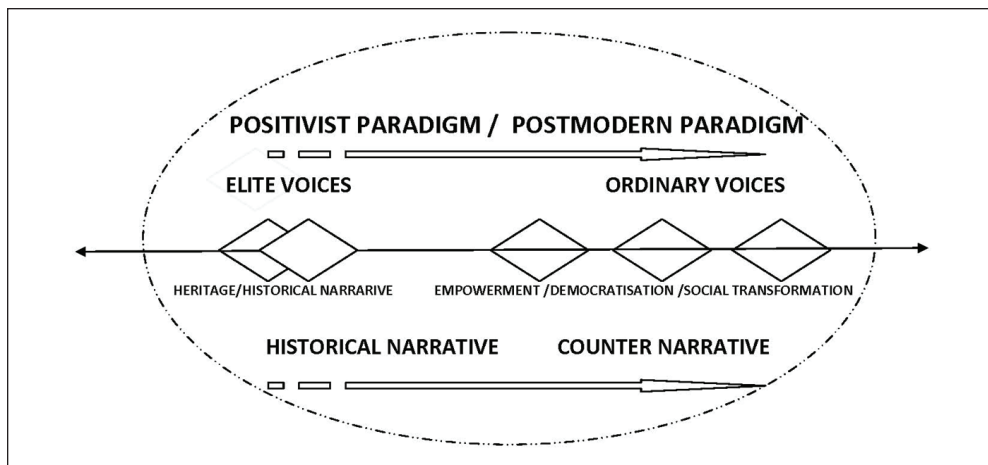 POSITIVIST PARADIGM / POSTMODERN PARADIGM
ELITE VOICES ORDINARY VOICES
HERITAGE/HISTORICAL NARRARIVE EMPOWERMENT /DEMOCRATISATION /SOCIAL TRANSFORMATION
HISTORICAL NARRATIVE COUNTER NARRATIVE